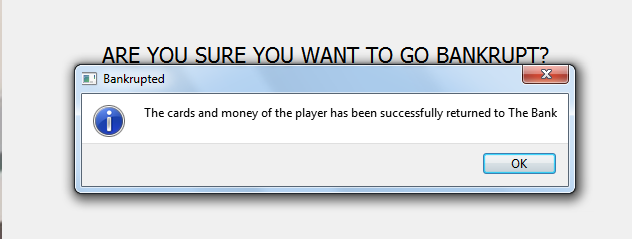 ARE YOU SURE YOU WANT TO GO BANKRUPT?
Bankrupted
The cards and money of the player has been successfully returned to The Bank
OK